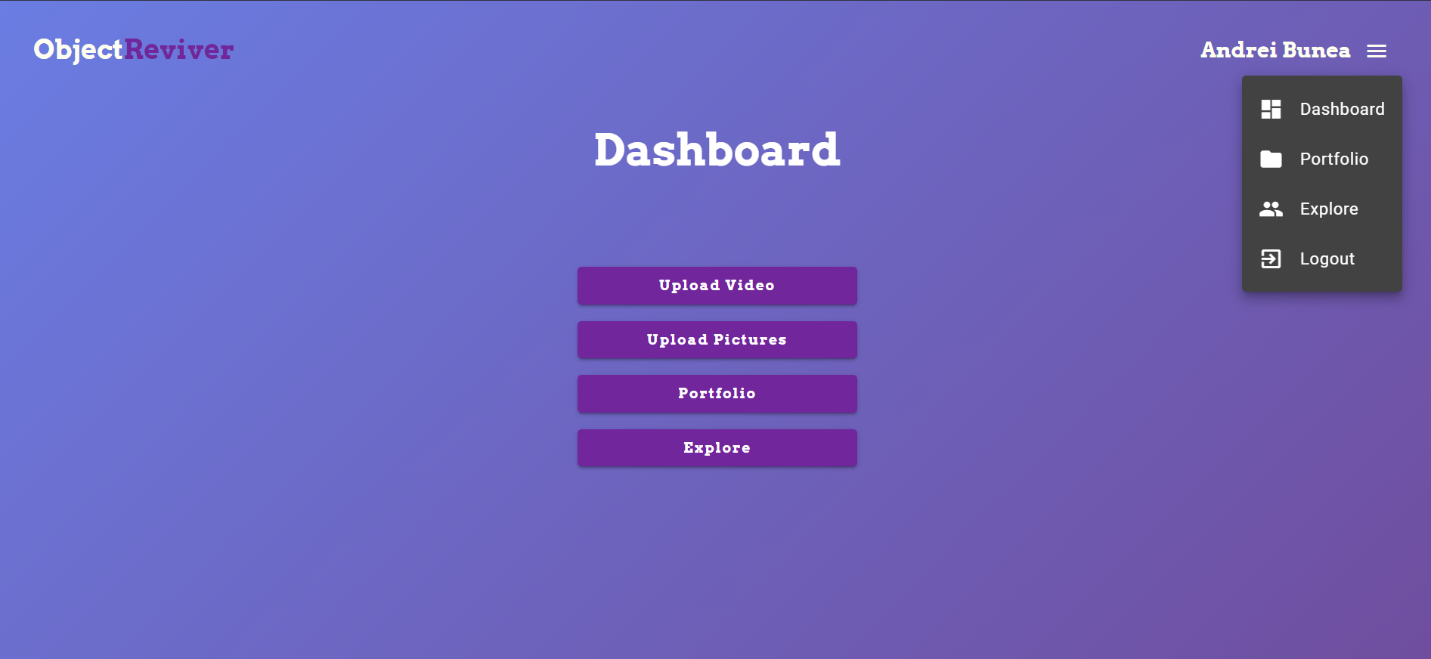 ObjectReviver
Andrei Bunea
Dashboard
Portfolio
Explore
Logout
Dashboard
Upload Video
Upload Pictures
Portfolio
Explore